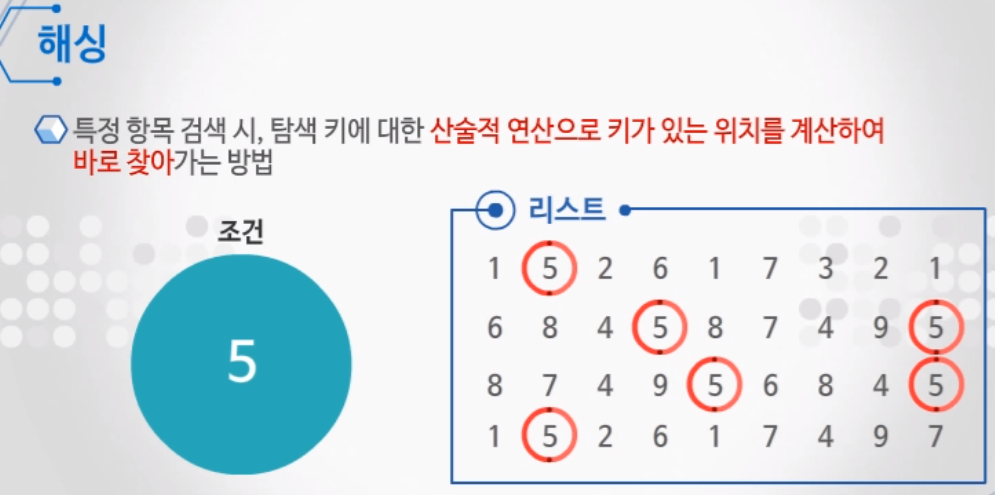 해싱
특정 항목 검색 시, 탐색 키에 대한 산술적 연산으로 키가 있는 위치를 계산하여
바로 찾아가는 방법
조건
5
리스트
1 5 2 6 1 7 3 2 1
6 8 4 5 8 7 4 9 5
8 7 4 9 5 6 8 4 5
1 5 2 6 1 7 4 9 7